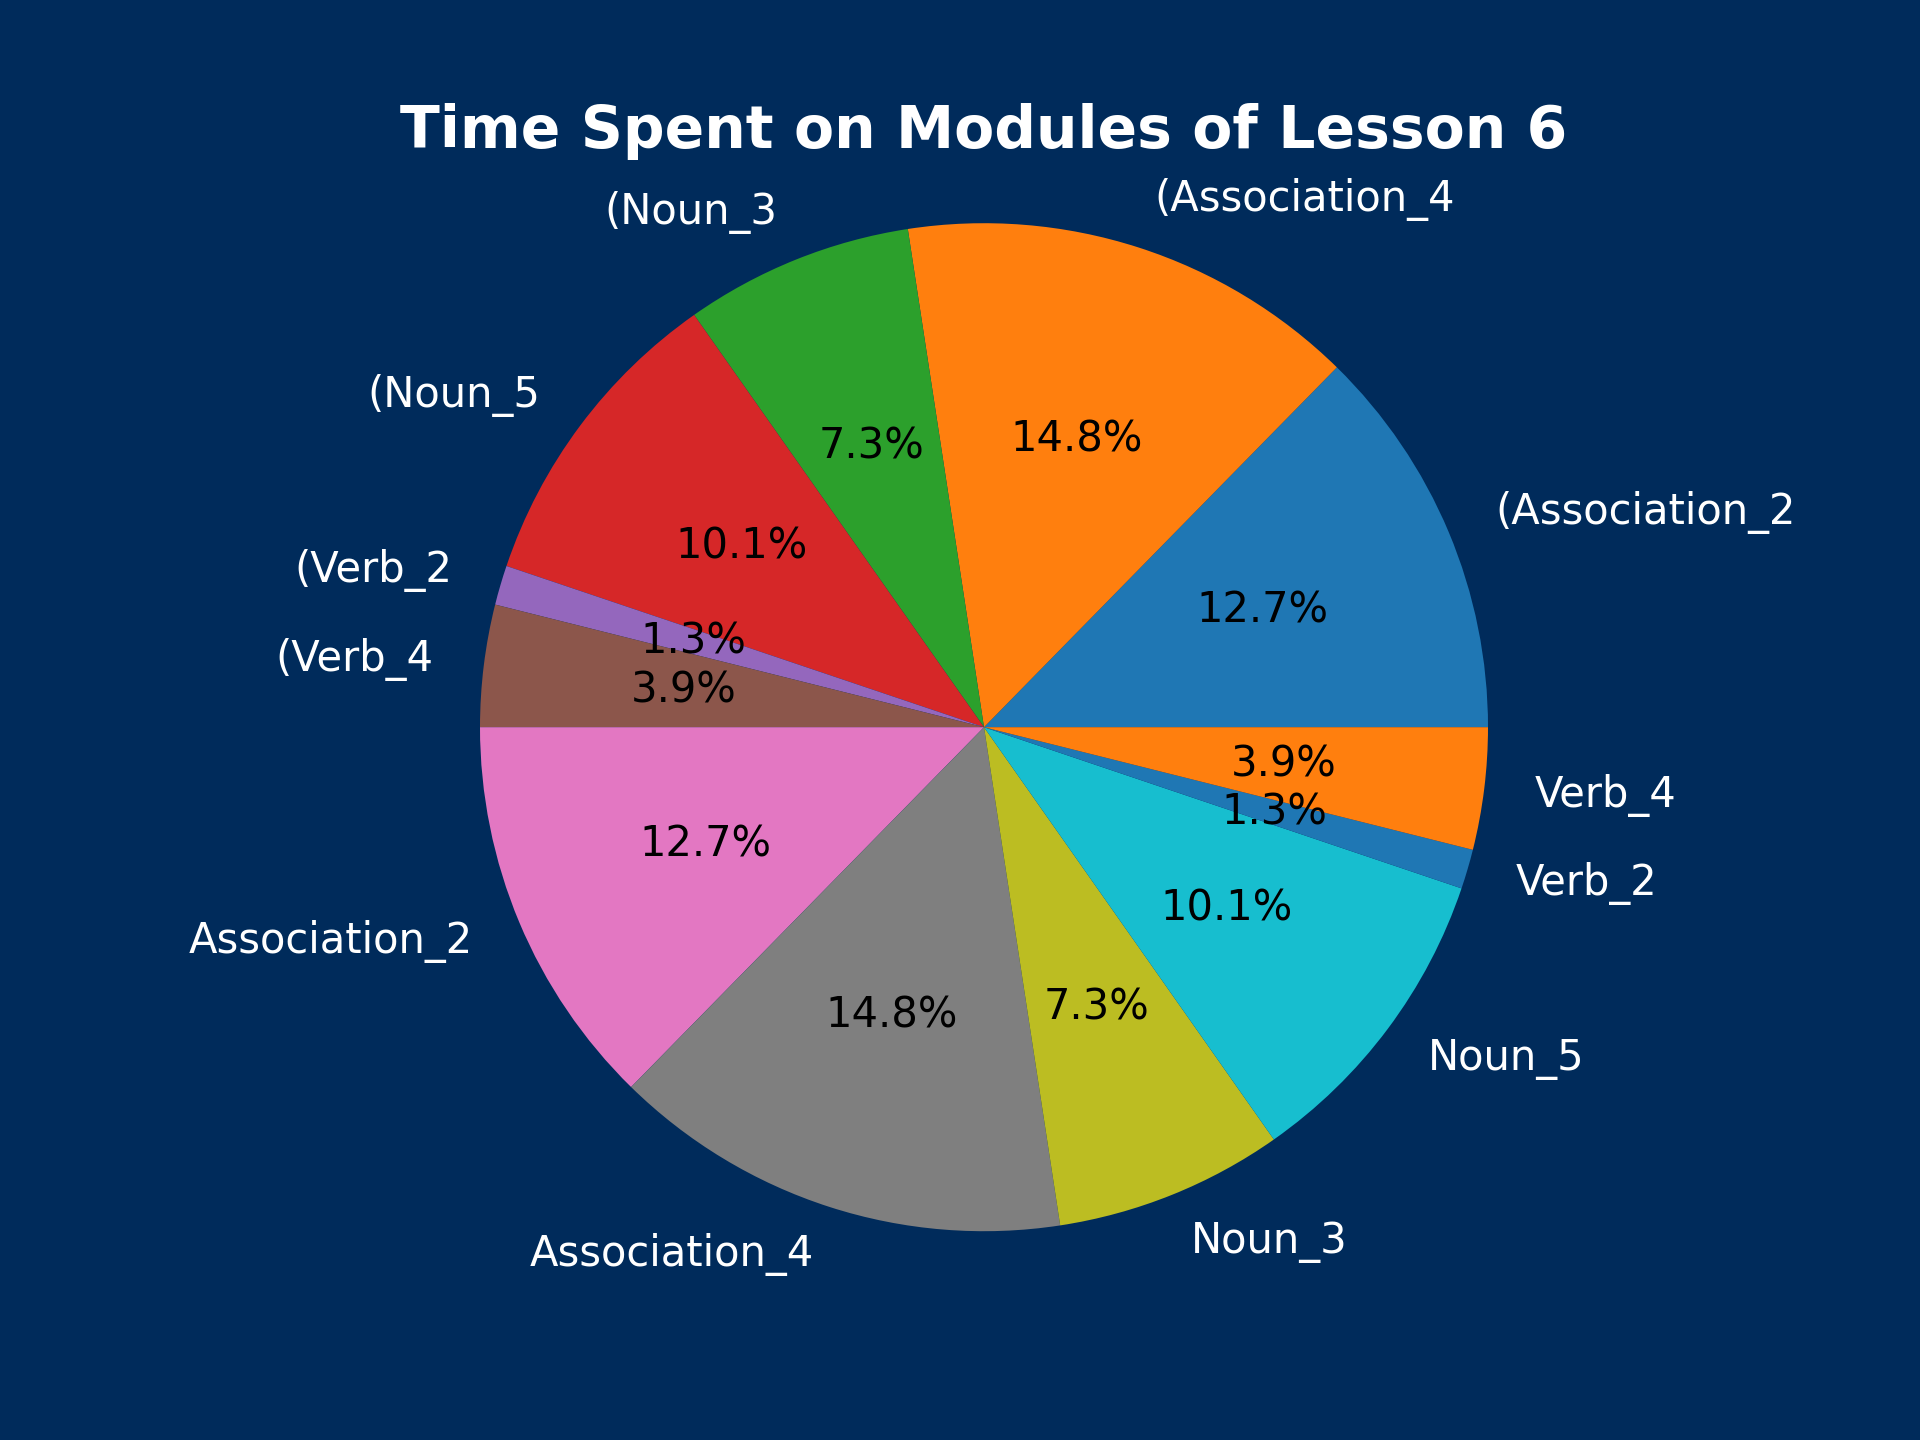 Time Spent on Modules of Lesson 6
(Association_4
(Noun_3
(Noun_5
14.8%
7.3%
(Association_2
10.1%
(Verb_2
12.7%
1.3%
(Verb_4
3.9%
3.9%
Verb_4
1.3%
12.7%
Verb_2
10.1%
Association_2
7.3%
14.8%
Noun_5
Noun_3
Association_4